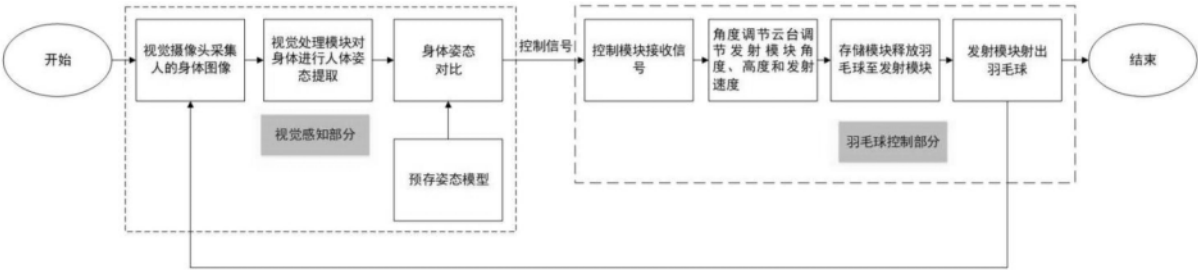 开始
视觉摄像头采集
人的身体图像
视觉处理模块对
身体进行人体姿
态提取
身体姿态
对比
视觉感知部分
预存姿态模型
控制信号
控制模块接收信
号
角度调节云台调
节发射模块角
度、高度和发射
速度
存储模块释放羽
毛球至发射模块
发射模块射出
羽毛球
羽毛球控制部分
结束